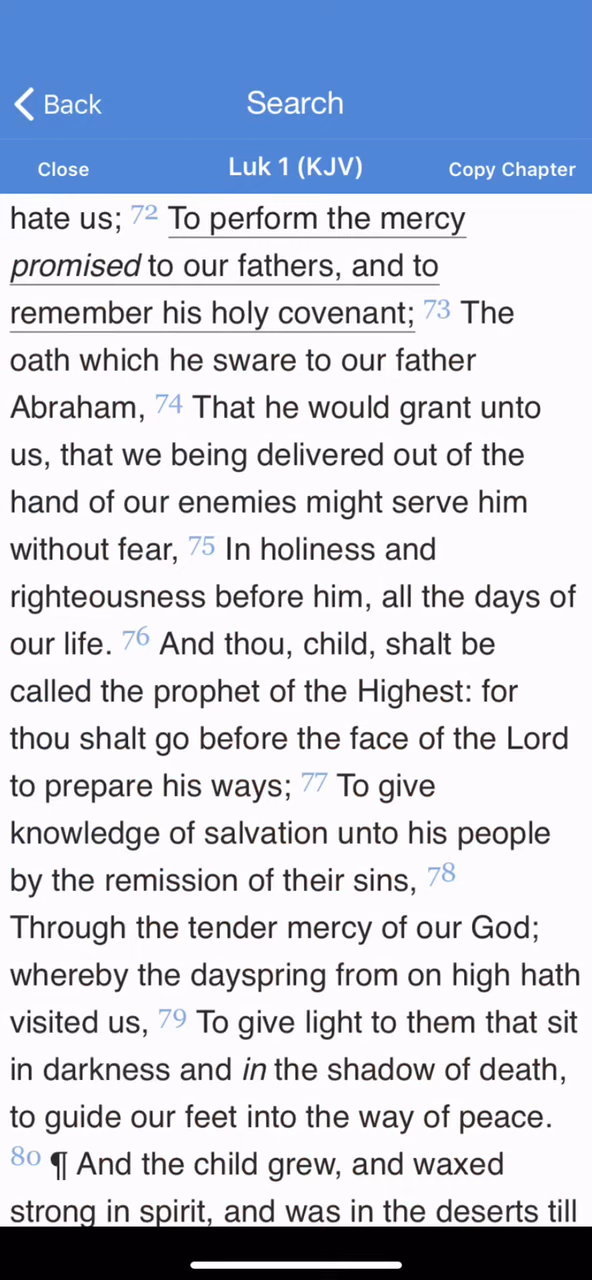 Back
Search
Close
Luk 1 (KJV)
Copy Chapter
hate us; 72 To perform the mercy
promised to our fathers, and to
remember his holy covenant; 73 The
oath which he sware to our father
Abraham, 74 That he would grant unto
us, that we being delivered out of the
hand of our enemies might serve him
without fear, 75 In holiness and
righteousness before him, all the days of
our life. 76 And thou, child, shalt be
called the prophet of the Highest: for
thou shalt go before the face of the Lord
to prepare his ways; 77 To give
knowledge of salvation unto his people
by the remission of their sins, 78
Through the tender mercy of our God;
whereby the dayspring from on high hath
visited us, 79 To give light to them that sit
in darkness and in the shadow of death,
to guide our feet into the way of peace.
80 ¶ And the child grew, and waxed
strong in spirit, and was in the deserts till